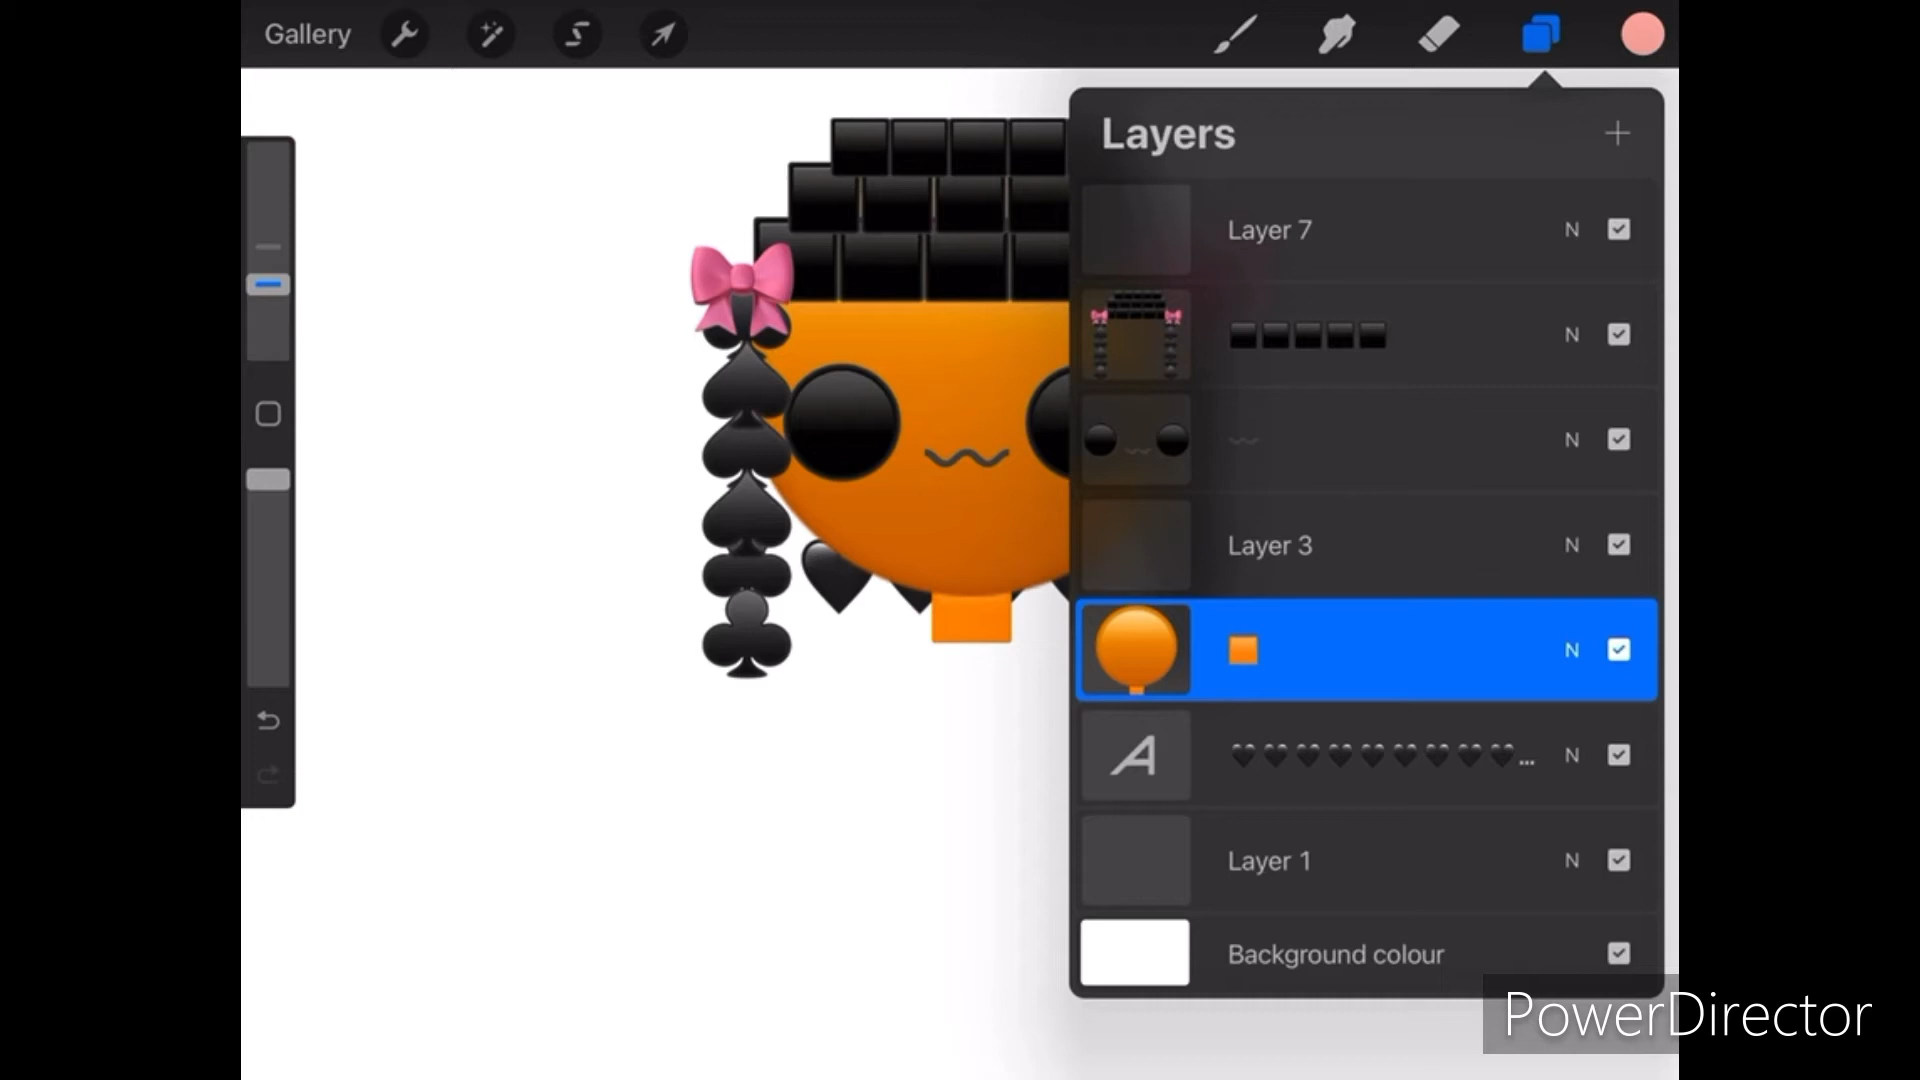 Gallery
Layers
Layer 7 N
N
N
Layer 3 N
N
A N
Layer 1 N
Background colour
PowerDirector